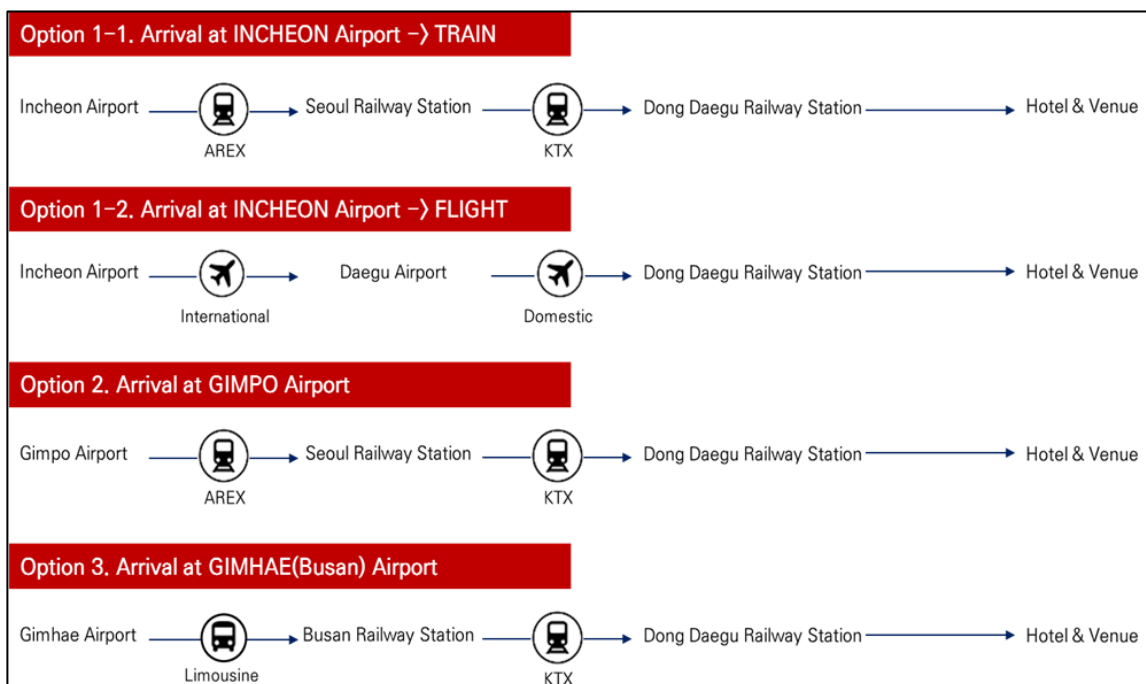 Option 1-1. Arrival at INCHEON Airport -> TRAIN
Incheon Airport
AREX
Seoul Railway Station
KTX
Dong Daegu Railway Station
Hotel & Venue
Option 1-2. Arrival at INCHEON Airport -> FLIGHT
Incheon Airport
International
Daegu Airport
Domestic
Dong Daegu Railway Station
Hotel & Venue
Option 2. Arrival at GIMPO Airport
Gimpo Airport
AREX
Seoul Railway Station
KTX
Dong Daegu Railway Station
Hotel & Venue
Option 3. Arrival at GIMHAE(Busan) Airport
Gimhae Airport
Limousine
Busan Railway Station
KTX
Dong Daegu Railway Station
Hotel & Venue